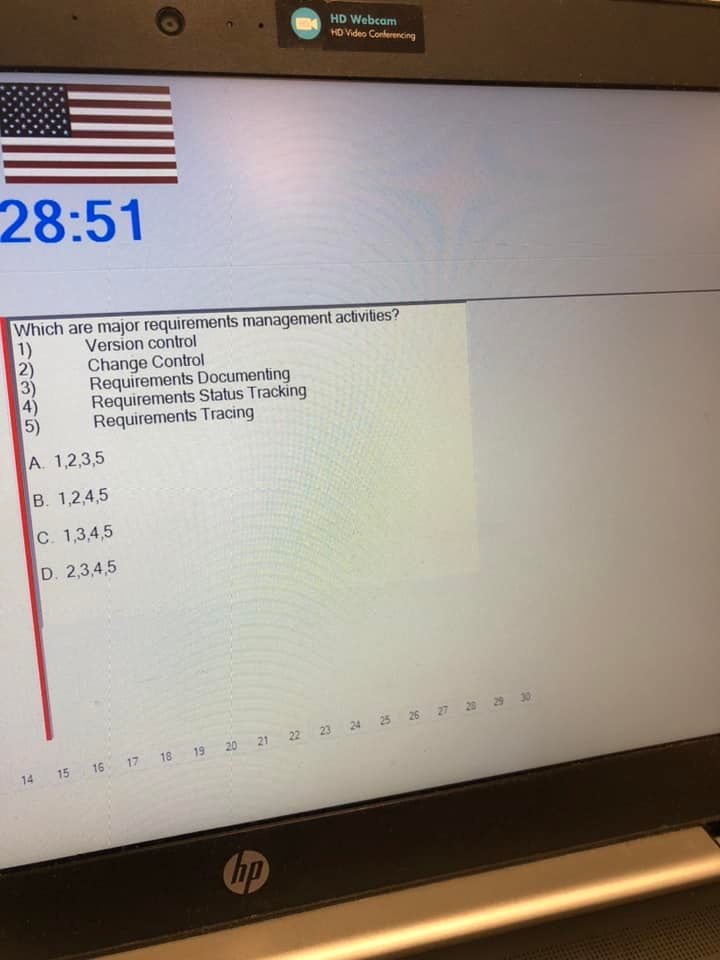 HD Webcam
HD Video Conferencing
28:51
Which are major requirements management activities?
1) Version control
2) Change Control
3) Requirements Documenting
4) Requirements Status Tracking
5) Requirements Tracing
A. 1,2,3,5
B. 1,2,4,5
C. 1,3,4,5
D. 2,3,4,5
14 15 16 17 18 19 20 21 22 23 24 25 26 27 28 29 30
hp